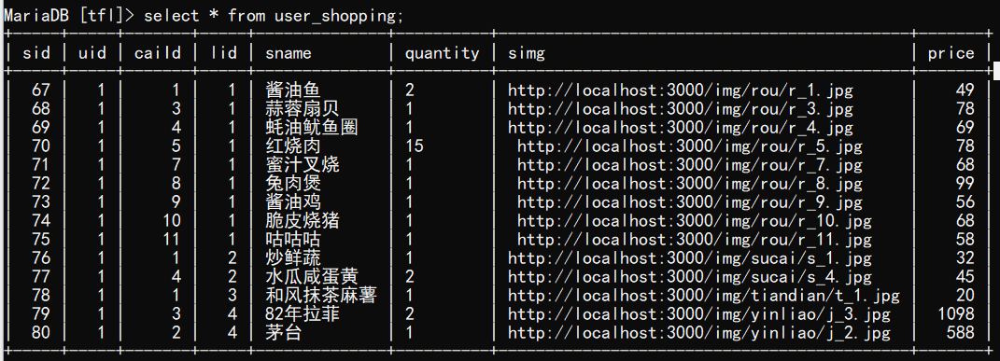 MariaDB [tfl]> select * from user_shopping;
| sid | uid | caiId | lid | sname | quantity | simg | price |
| 67 | 1 | 1 | 1 | 酱油鱼 | 2 | http://localhost:3000/img/rou/r_1.jpg | 49 |
| 68 | 1 | 3 | 1 | 蒜蓉扇贝 | 1 | http://localhost:3000/img/rou/r_3.jpg | 78 |
| 69 | 1 | 4 | 1 | 蚝油鱿鱼圈 | 1 | http://localhost:3000/img/rou/r_4.jpg | 69 |
| 70 | 1 | 5 | 1 | 红烧肉 | 15 | http://localhost:3000/img/rou/r_5.jpg | 78 |
| 71 | 1 | 7 | 1 | 蜜汁叉烧 | 1 | http://localhost:3000/img/rou/r_7.jpg | 68 |
| 72 | 1 | 8 | 1 | 兔肉煲 | 1 | http://localhost:3000/img/rou/r_8.jpg | 99 |
| 73 | 1 | 9 | 1 | 酱油鸡 | 1 | http://localhost:3000/img/rou/r_9.jpg | 56 |
| 74 | 1 | 10 | 1 | 脆皮烧猪 | 1 | http://localhost:3000/img/rou/r_10.jpg | 68 |
| 75 | 1 | 11 | 1 | 咕咕咕 | 1 | http://localhost:3000/img/rou/r_11.jpg | 58 |
| 76 | 1 | 1 | 2 | 炒鲜蔬 | 1 | http://localhost:3000/img/sucai/s_1.jpg | 32 |
| 77 | 1 | 4 | 2 | 水瓜咸蛋黄 | 2 | http://localhost:3000/img/sucai/s_4.jpg | 45 |
| 78 | 1 | 1 | 3 | 和风抹茶麻薯 | 1 | http://localhost:3000/img/tiandian/t_1.jpg | 20 |
| 79 | 1 | 3 | 4 | 82年拉菲 | 2 | http://localhost:3000/img/yinliao/j_3.jpg | 1098 |
| 80 | 1 | 2 | 4 | 茅台 | 1 | http://localhost:3000/img/yinliao/j_2.jpg | 588 |